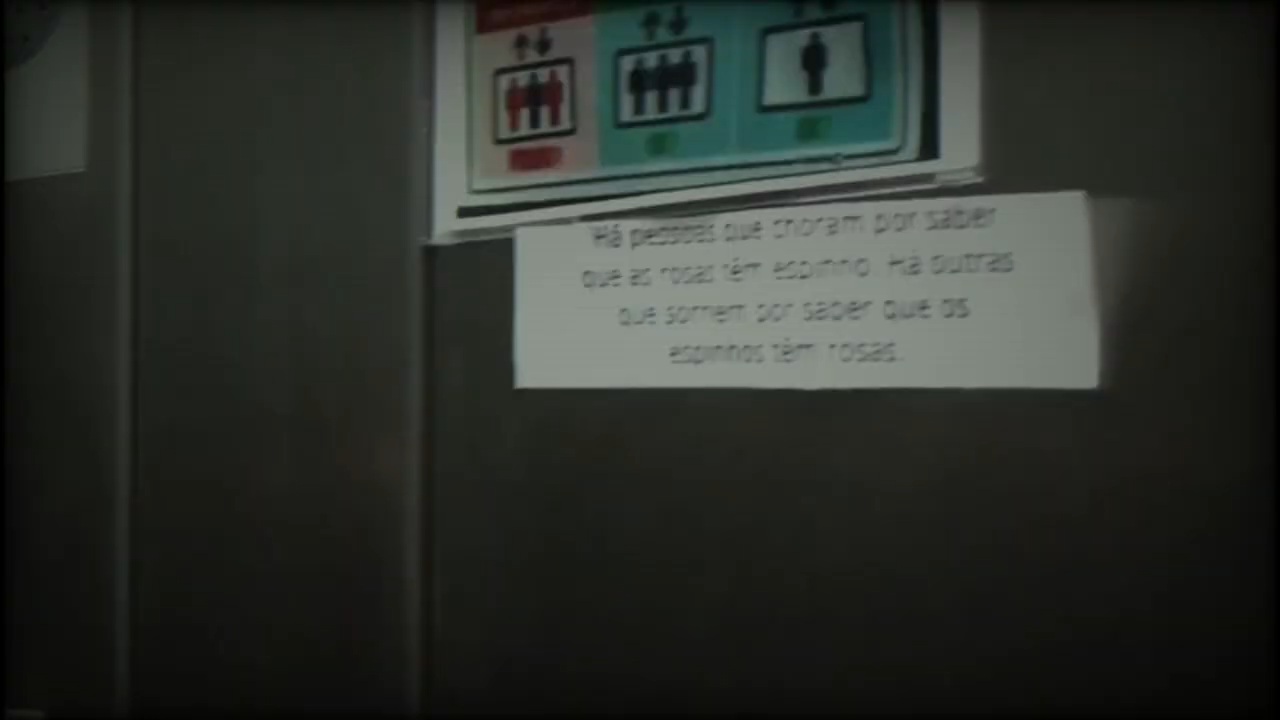 Há pessoas que choram por saber
que as rosas têm espinho. Há outras
que sorriem por saber que os
espinhos têm rosas.